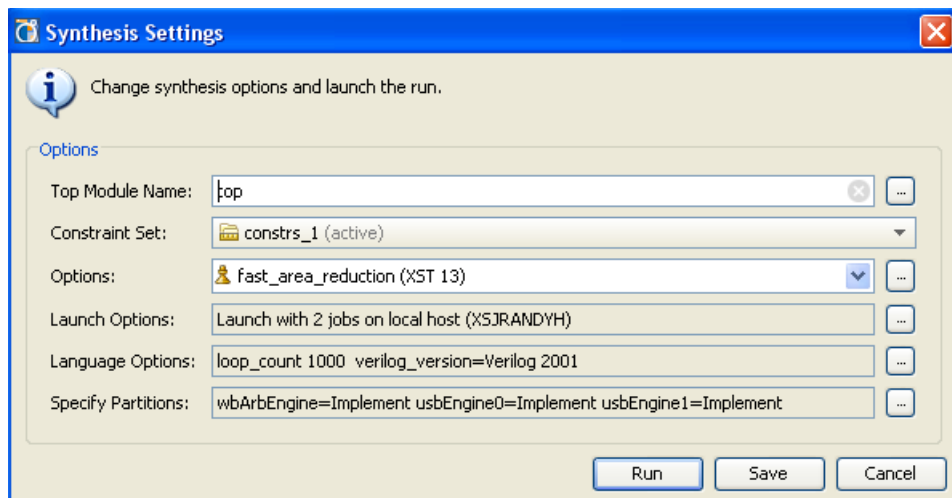 Synthesis Settings
Change synthesis options and launch the run.
Options
Top Module Name: top ...
Constraint Set: constrs_1 (active)
Options: fast_area_reduction (XST 13) ...
Launch Options: Launch with 2 jobs on local host (XSJRANDYH) ...
Language Options: loop_count 1000 verilog_version=Verilog 2001 ...
Specify Partitions: wbArbEngine=Implement usbEngine0=Implement usbEngine1=Implement ...
Run Save Cancel